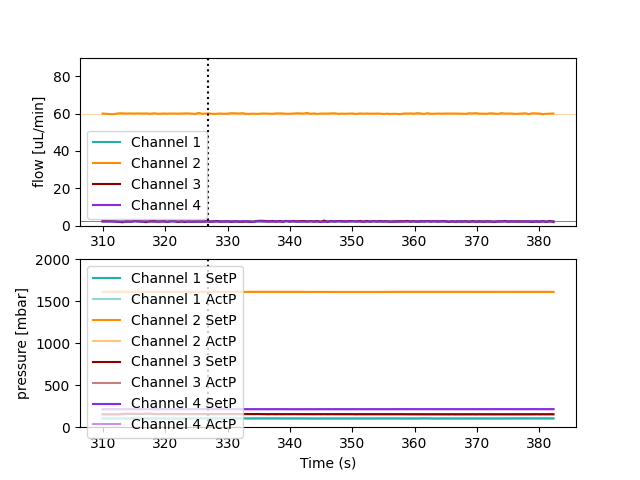 flow [uL/min]
80
60
40
20
0
Channel 1
Channel 2
Channel 3
Channel 4
310 320 330 340 350 360 370 380
pressure [mbar]
2000
1500
1000
500
0
Channel 1 SetP
Channel 1 ActP
Channel 2 SetP
Channel 2 ActP
Channel 3 SetP
Channel 3 ActP
Channel 4 SetP
Channel 4 ActP
310 320 330 340 350 360 370 380
Time (s)